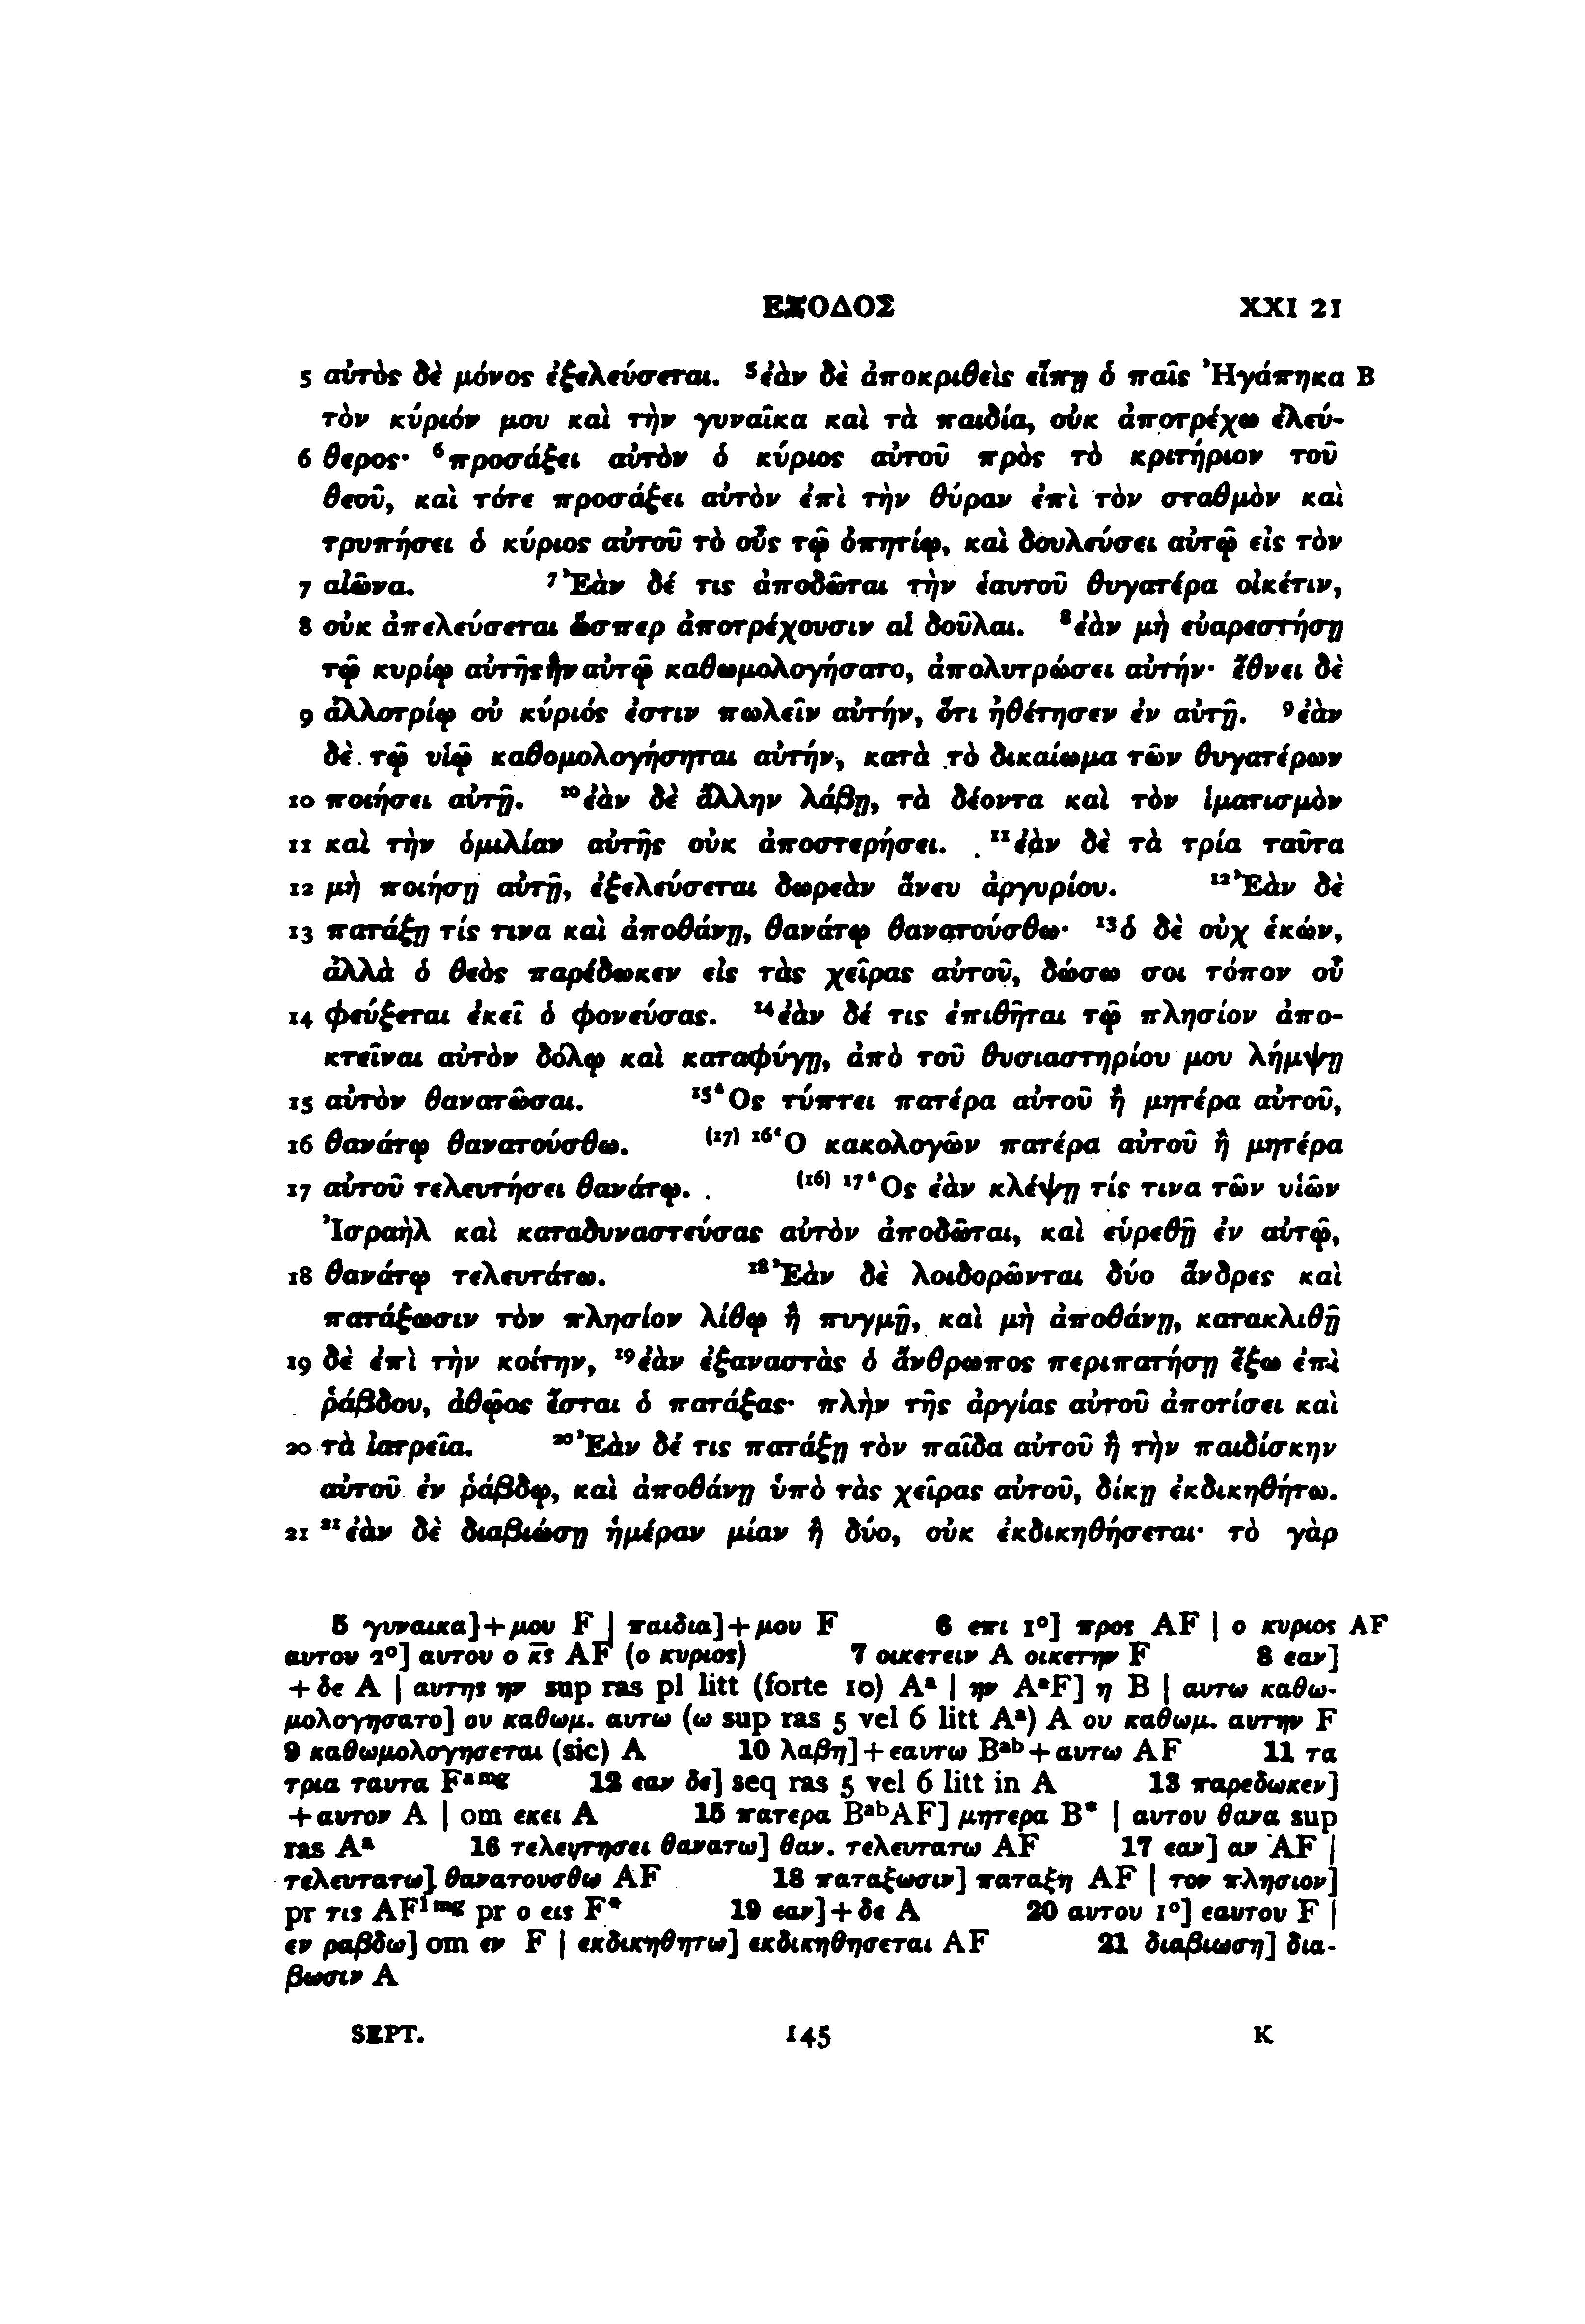 ΕΞΟΔΟΣ XXI 21
5 αὐτὸς δὲ μόνος ἐξελεύσεται. ⁵ἐὰν δὲ ἀποκριθεὶς εἴπῃ ὁ παῖς Ἠγάπηκα B
τὸν κύριόν μου καὶ τὴν γυναῖκα καὶ τὰ παιδία, οὐκ ἀποτρέχω ἐλεύ-
6 θερος· ⁶προσάξει αὐτὸν ὁ κύριος αὐτοῦ πρὸς τὸ κριτήριον τοῦ
θεοῦ, καὶ τότε προσάξει αὐτὸν ἐπὶ τὴν θύραν ἐπὶ τὸν σταθμὸν καὶ
τρυπήσει ὁ κύριος αὐτοῦ τὸ οὖς τῷ ὀπητίῳ, καὶ δουλεύσει αὐτῷ εἰς τὸν
7 αἰῶνα. ⁷Ἐὰν δέ τις ἀποδῶται τὴν ἑαυτοῦ θυγατέρα οἰκέτιν,
8 οὐκ ἀπελεύσεται ὥσπερ ἀποτρέχουσιν αἱ δοῦλαι. ⁸ἐὰν μὴ εὐαρεστήσῃ
τῷ κυρίῳ αὐτῆς ἣν αὐτῷ καθωμολογήσατο, ἀπολυτρώσει αὐτήν· ἔθνει δὲ
9 ἀλλοτρίῳ οὐ κύριός ἐστιν πωλεῖν αὐτήν, ὅτι ἠθέτησεν ἐν αὐτῇ. ⁹ἐὰν
δὲ τῷ υἱῷ καθομολογήσηται αὐτήν, κατὰ τὸ δικαίωμα τῶν θυγατέρων
10 ποιήσει αὐτῇ. ¹⁰ἐὰν δὲ ἄλλην λάβῃ, τὰ δέοντα καὶ τὸν ἱματισμὸν
11 καὶ τὴν ὁμιλίαν αὐτῆς οὐκ ἀποστερήσει. ¹¹ἐὰν δὲ τὰ τρία ταῦτα
12 μὴ ποιήσῃ αὐτῇ, ἐξελεύσεται δωρεὰν ἄνευ ἀργυρίου. ¹²Ἐὰν δὲ
13 πατάξῃ τίς τινα καὶ ἀποθάνῃ, θανάτῳ θανατούσθω· ¹³ὁ δὲ οὐχ ἑκών,
ἀλλὰ ὁ θεὸς παρέδωκεν εἰς τὰς χεῖρας αὐτοῦ, δώσω σοι τόπον οὗ
14 φεύξεται ἐκεῖ ὁ φονεύσας. ¹⁴ἐὰν δέ τις ἐπιθῆται τῷ πλησίον ἀπο-
κτεῖναι αὐτὸν δόλῳ καὶ καταφύγῃ, ἀπὸ τοῦ θυσιαστηρίου μου λήμψῃ
15 αὐτὸν θανατῶσαι. ¹⁵Ὃς τύπτει πατέρα αὐτοῦ ἢ μητέρα αὐτοῦ,
16 θανάτῳ θανατούσθω. ⁽¹⁷⁾ ¹⁶Ὁ κακολογῶν πατέρα αὐτοῦ ἢ μητέρα
17 αὐτοῦ τελευτήσει θανάτῳ. ⁽¹⁶⁾ ¹⁷Ὃς ἐὰν κλέψῃ τίς τινα τῶν υἱῶν
Ἰσραὴλ καὶ καταδυναστεύσας αὐτὸν ἀποδῶται, καὶ εὑρεθῇ ἐν αὐτῷ,
18 θανάτῳ τελευτάτω. ¹⁸Ἐὰν δὲ λοιδορῶνται δύο ἄνδρες καὶ
πατάξωσιν τὸν πλησίον λίθῳ ἢ πυγμῇ, καὶ μὴ ἀποθάνῃ, κατακλιθῇ
19 δὲ ἐπὶ τὴν κοίτην, ¹⁹ἐὰν ἐξαναστὰς ὁ ἄνθρωπος περιπατήσῃ ἔξω ἐπὶ
ῥάβδου, ἀθῷος ἔσται ὁ πατάξας· πλὴν τῆς ἀργίας αὐτοῦ ἀποτίσει καὶ
20 τὰ ἰατρεῖα. ²⁰Ἐὰν δέ τις πατάξῃ τὸν παῖδα αὐτοῦ ἢ τὴν παιδίσκην
αὐτοῦ ἐν ῥάβδῳ, καὶ ἀποθάνῃ ὑπὸ τὰς χεῖρας αὐτοῦ, δίκῃ ἐκδικηθήτω.
21 ²¹ἐὰν δὲ διαβιώσῃ ἡμέραν μίαν ἢ δύο, οὐκ ἐκδικηθήσεται· τὸ γὰρ
5 γυναικα]+μου F | παιδια]+μου F 6 επι 1°] προς AF | ο κυριος AF
αυτου 2°] αυτου ο κ̅ς̅ AF (ο κυριος) 7 οικετειν A οικετην F 8 εαν]
+δε A | αυτης ην sup ras pl litt (forte 10) Aᵃ | ην AᵃF] η B | αυτω καθω-
μολογησατο] ου καθωμ. αυτω (ω sup ras 5 vel 6 litt Aᵃ) A ου καθωμ. αυτην F
9 καθωμολογησεται (sic) A 10 λαβη]+εαυτω Bᵃᵇ+αυτω AF 11 τα
τρια ταυτα Fᵃ ᵐᵍ 12 εαν δε] seq ras 5 vel 6 litt in A 13 παρεδωκεν]
+αυτον A | om εκει A 15 πατερα BᵃᵇAF] μητερα B* | αυτου θανα sup
ras Aᵃ 16 τελευτησει θανατω] θαν. τελευτατω AF 17 εαν] αν AF |
τελευτατω] θανατουσθω AF 18 παταξωσιν] παταξη AF | τον πλησιον]
pr τις AF¹ᵐᵍ pr ο εις F* 19 εαν]+δε A 20 αυτου 1°] εαυτου F |
εν ραβδω] om εν F | εκδικηθητω] εκδικηθησεται AF 21 διαβιωση] δια-
βωσιν A
SEPT. 145 K